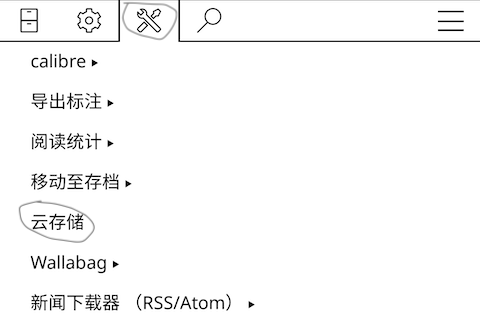 calibre ▸
导出标注 ▸
阅读统计 ▸
移动至存档 ▸
云存储
Wallabag ▸
新闻下载器 （RSS/Atom） ▸